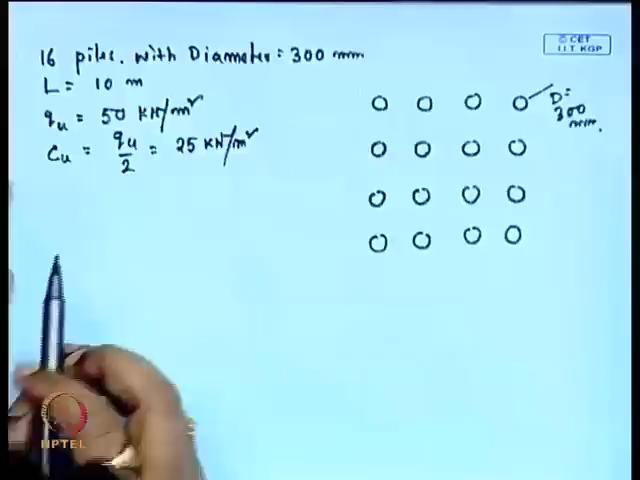 16 piles. with Diameter = 300 mm
L = 10 m
qu = 50 KN/m²
Cu = qu/2 = 25 KN/m²
D =
300
mm.
© CET
I.I.T. KGP
NPTEL